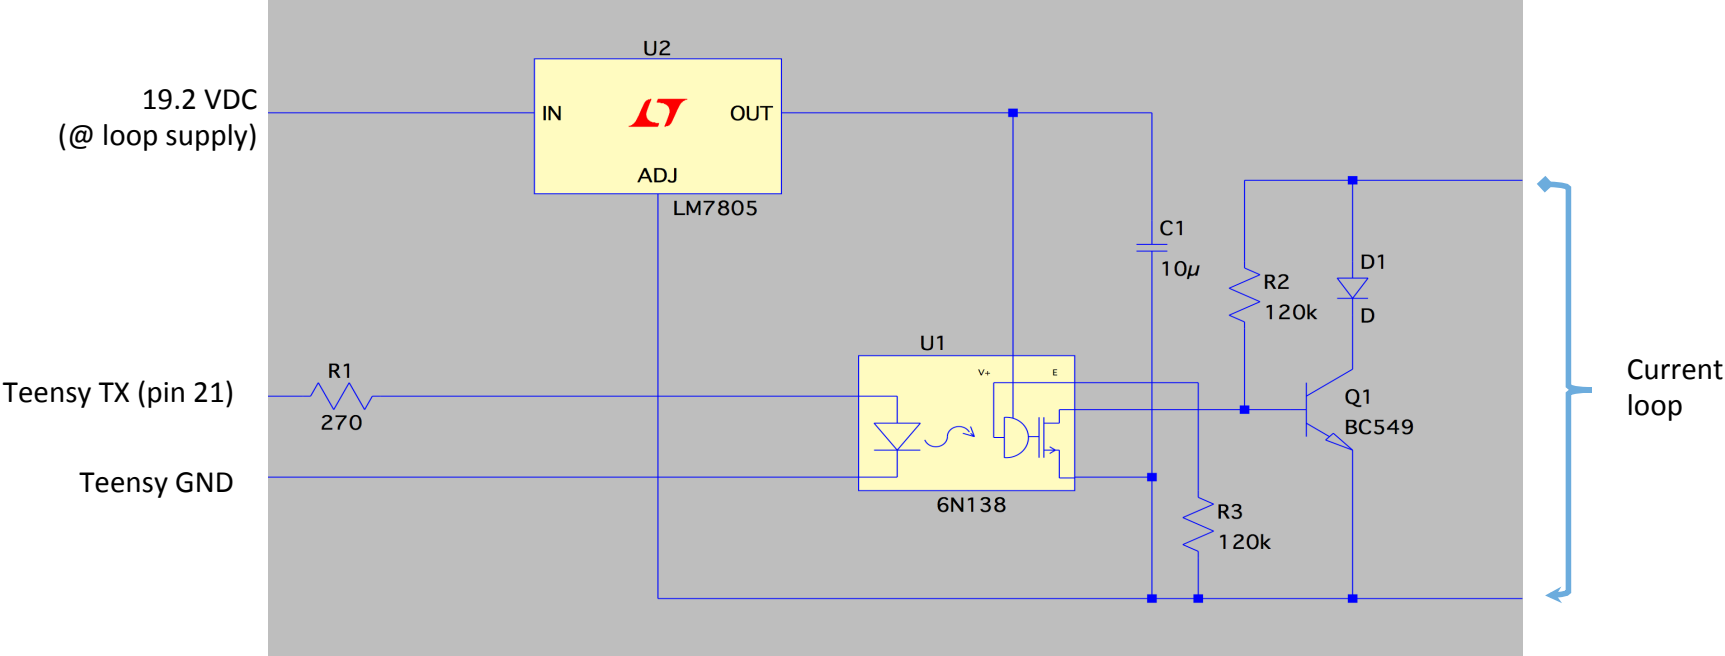 U2
19.2 VDC
(@ loop supply)
IN
OUT
ADJ
LM7805
C1
10µ
D1
R2
120k
D
U1
R1
V+
E
Teensy TX (pin 21)
270
Current
loop
Q1
BC549
Teensy GND
6N138
R3
120k